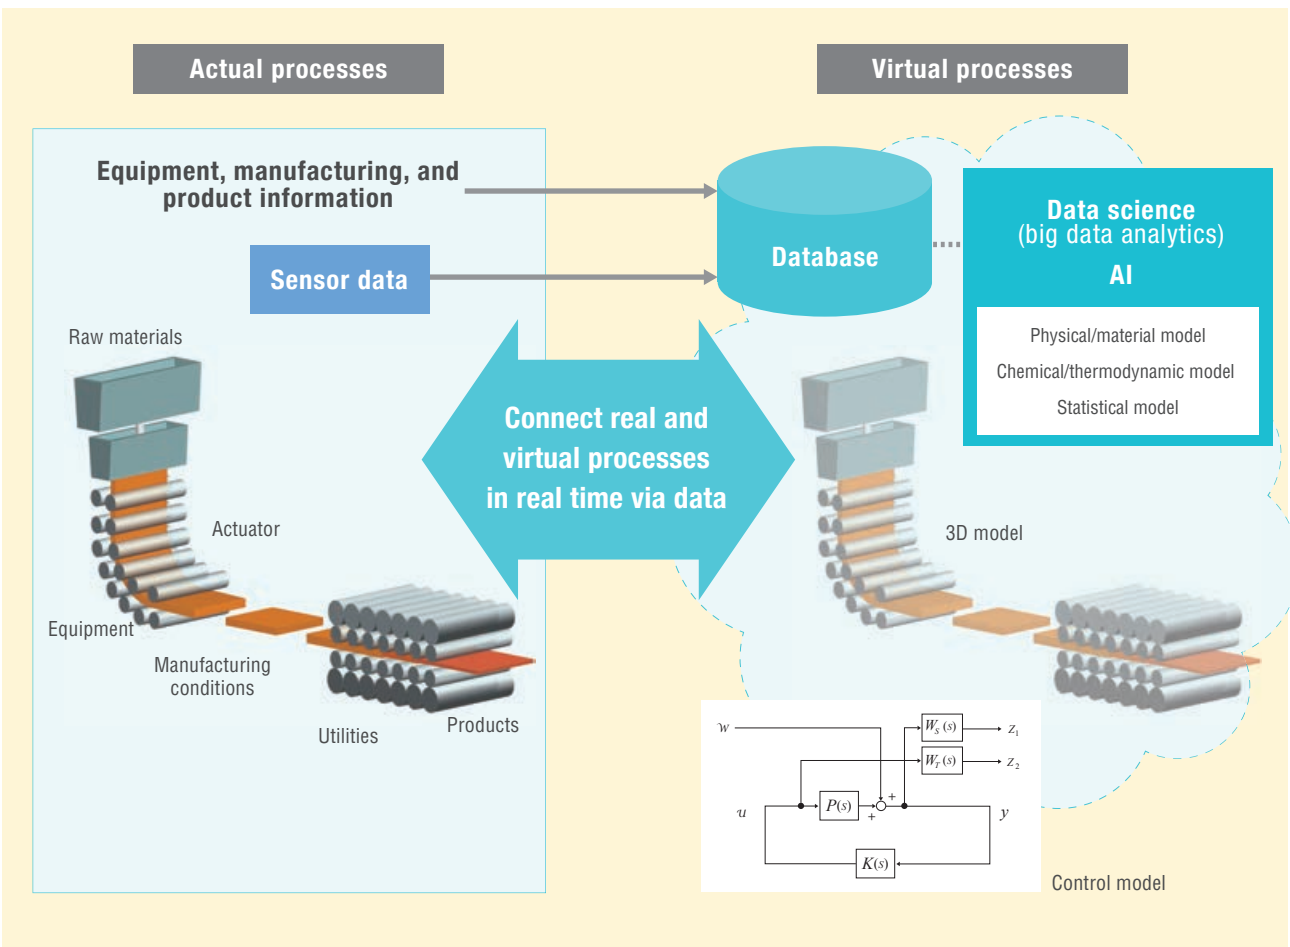 Actual processes
Virtual processes
Equipment, manufacturing, and
product information
Sensor data
Database
Data science
(big data analytics)
AI
Physical/material model
Chemical/thermodynamic model
Statistical model
Raw materials
Connect real and
virtual processes
in real time via data
Actuator
3D model
Equipment
Manufacturing
conditions
Utilities
Products
w
W_S(s)
z_1
W_T(s)
z_2
u
P(s)
+
+
y
K(s)
Control model